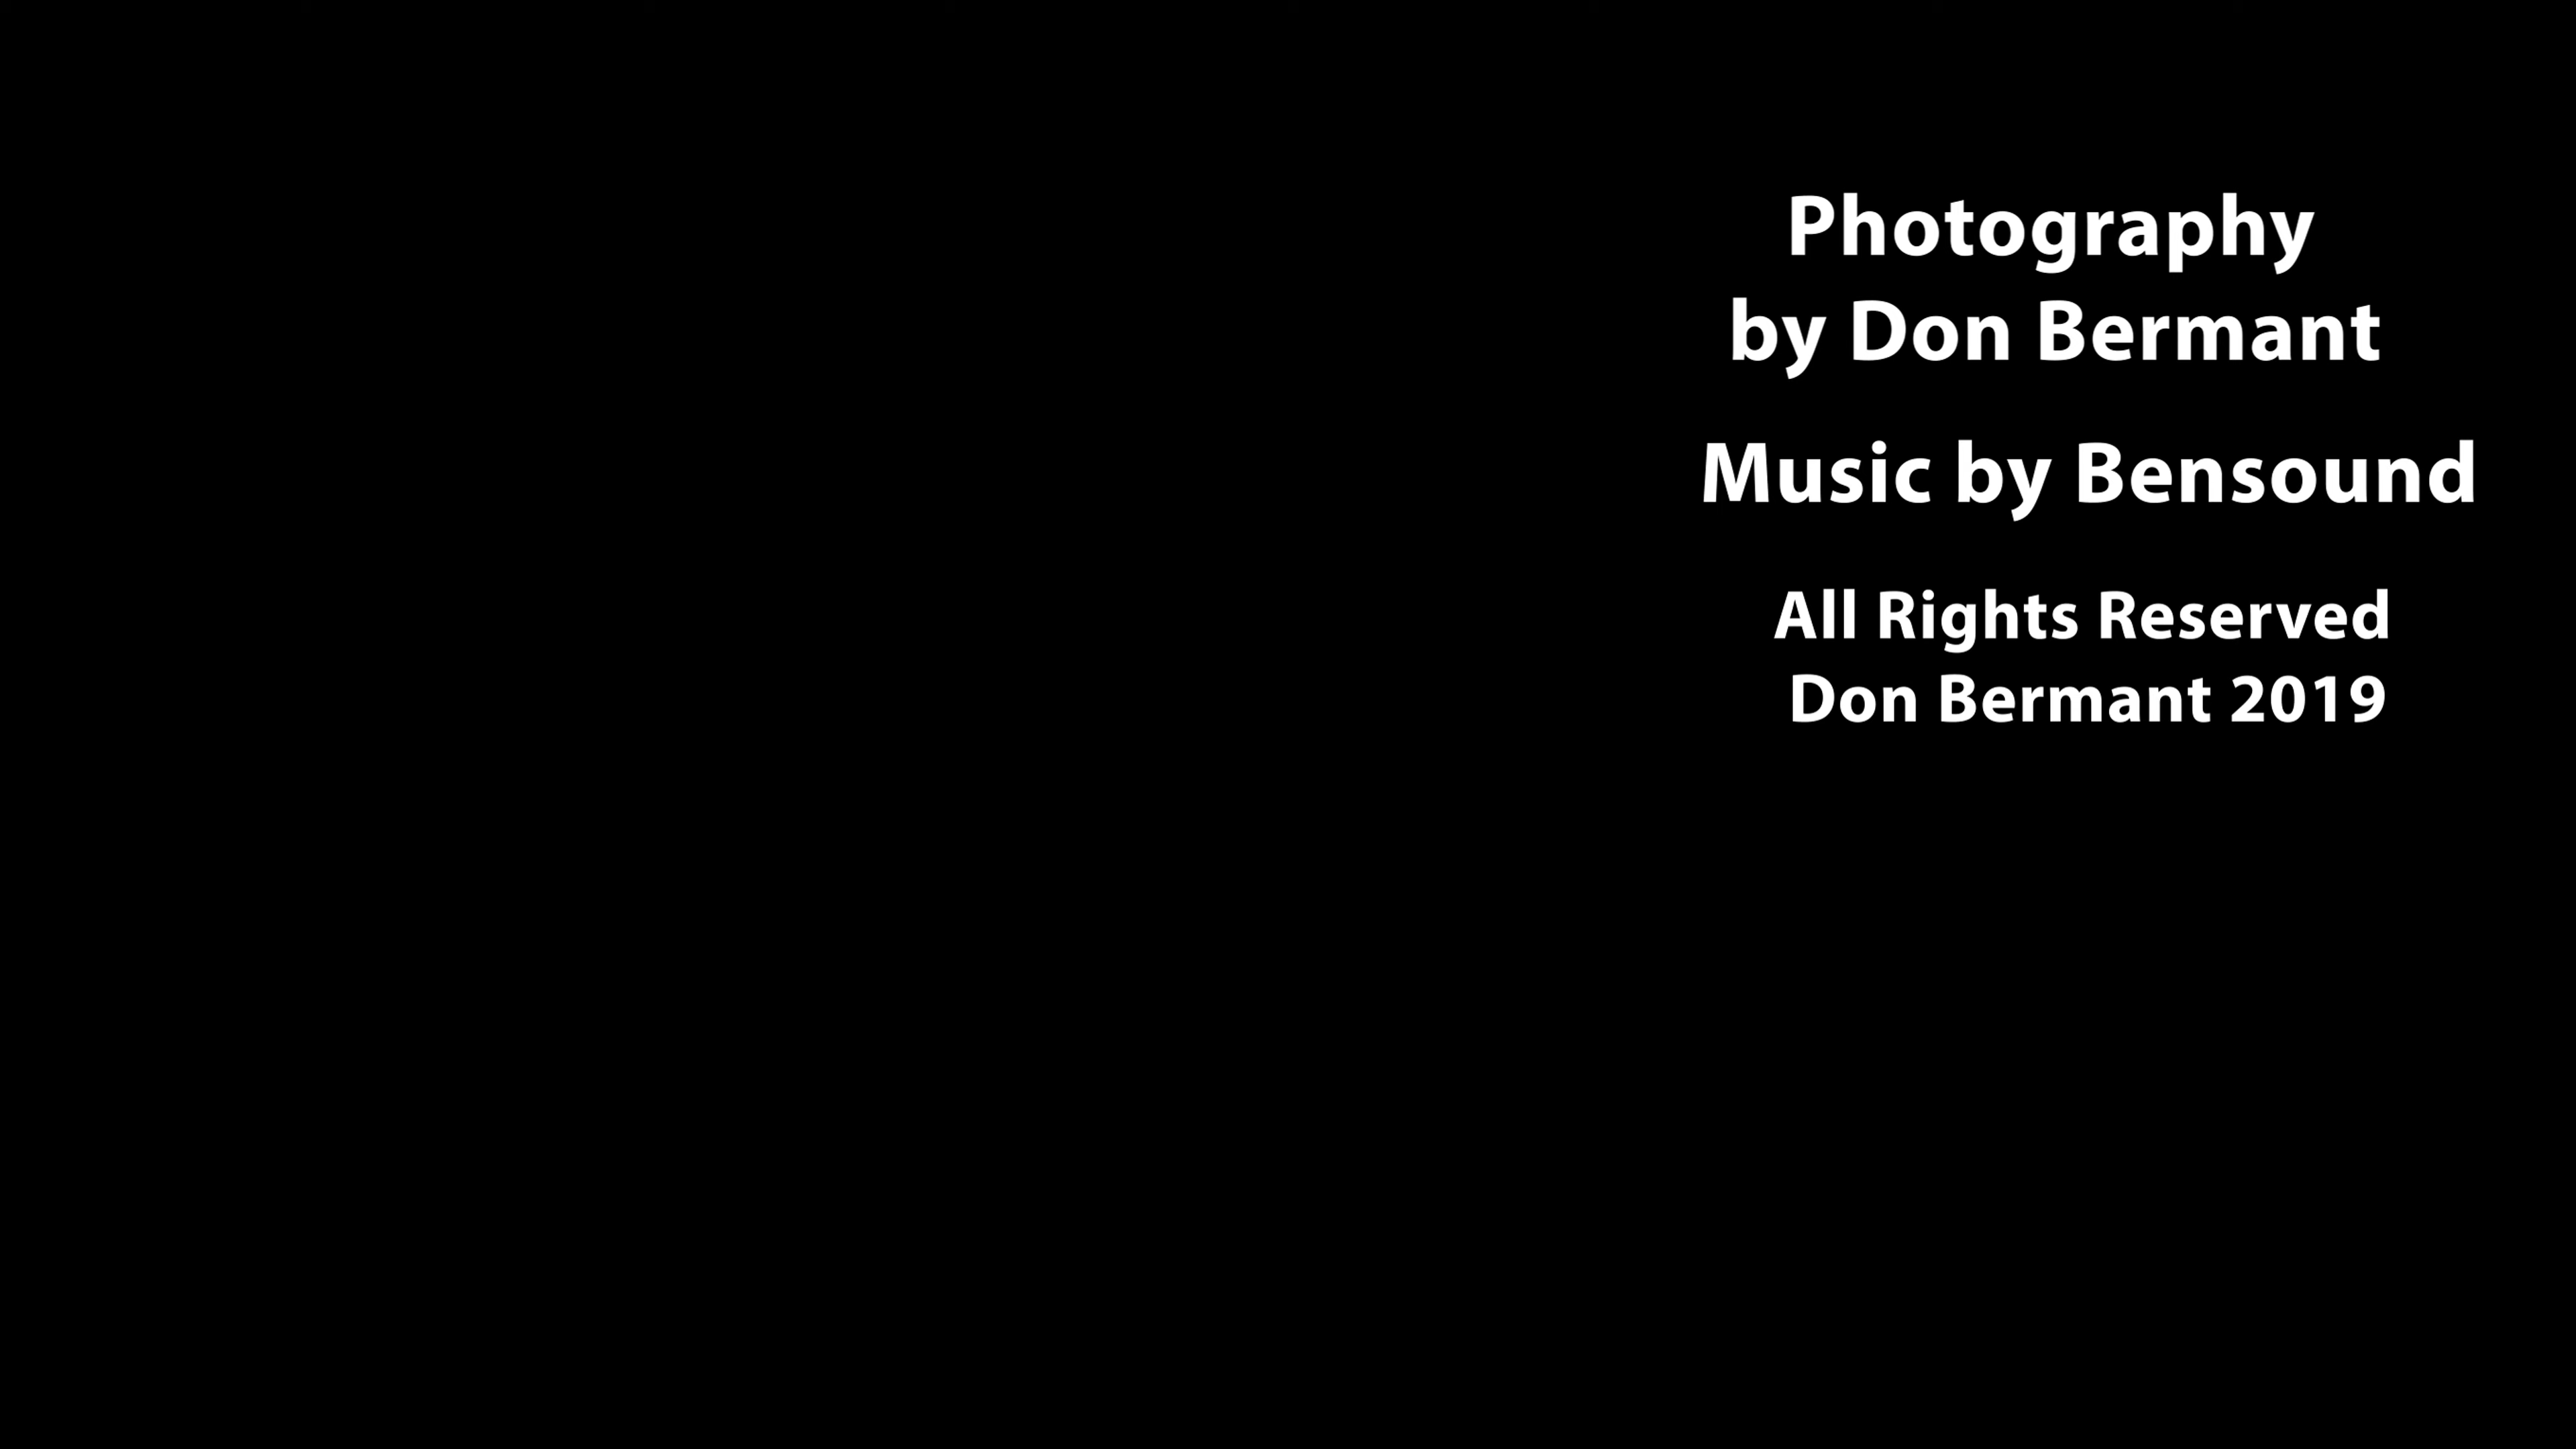 Photography
by Don Bermant
Music by Bensound
All Rights Reserved
Don Bermant 2019